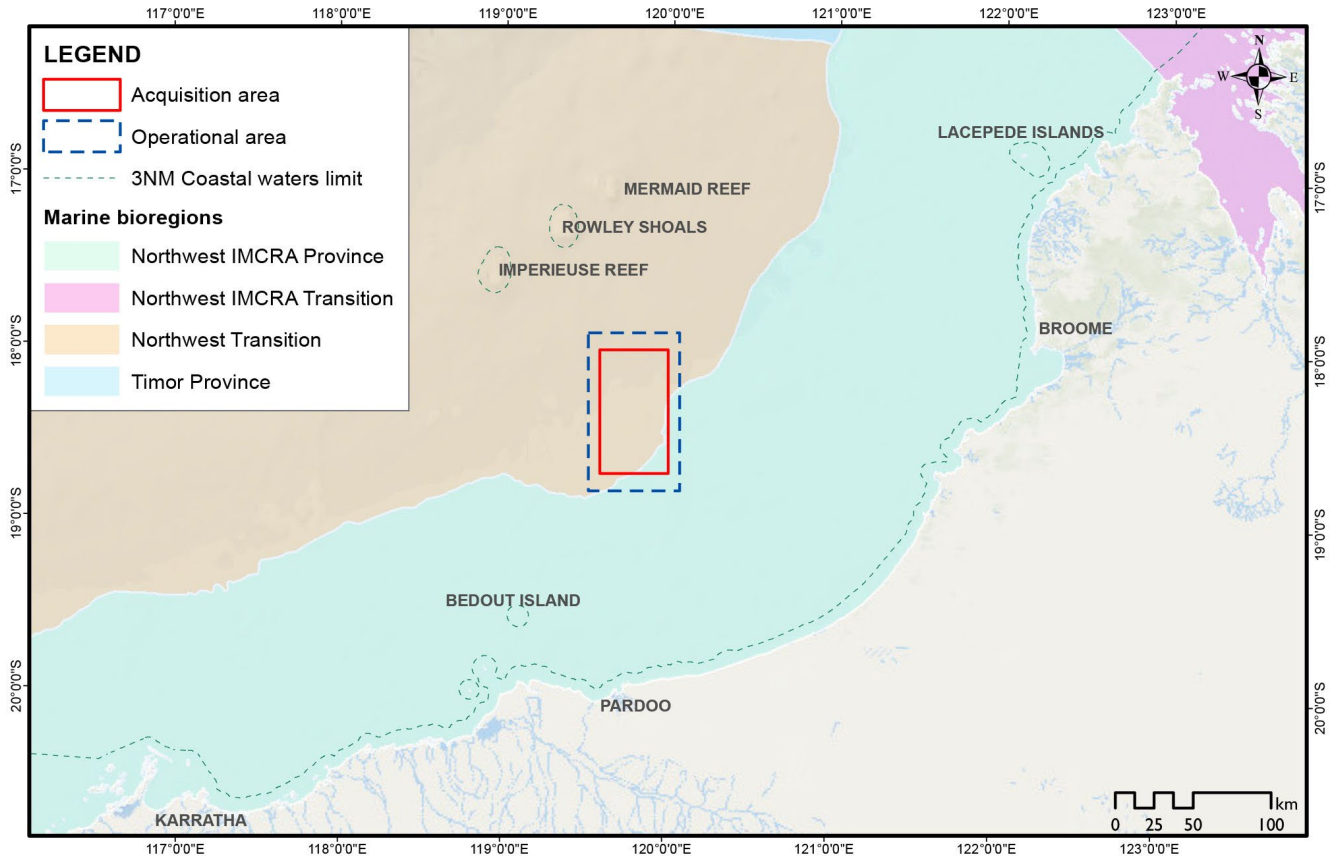 117°0'0"E 118°0'0"E 119°0'0"E 120°0'0"E 121°0'0"E 122°0'0"E 123°0'0"E
LEGEND
Acquisition area
Operational area
3NM Coastal waters limit
Marine bioregions
Northwest IMCRA Province
Northwest IMCRA Transition
Northwest Transition
Timor Province
N
W E
S
LACEPEDE ISLANDS
17°0'0"S
17°0'0"S
MERMAID REEF
ROWLEY SHOALS
IMPERIEUSE REEF
BROOME
18°0'0"S
18°0'0"S
19°0'0"S
19°0'0"S
BEDOUT ISLAND
20°0'0"S
20°0'0"S
PARDOO
KARRATHA
km
0 25 50 100
117°0'0"E 118°0'0"E 119°0'0"E 120°0'0"E 121°0'0"E 122°0'0"E 123°0'0"E